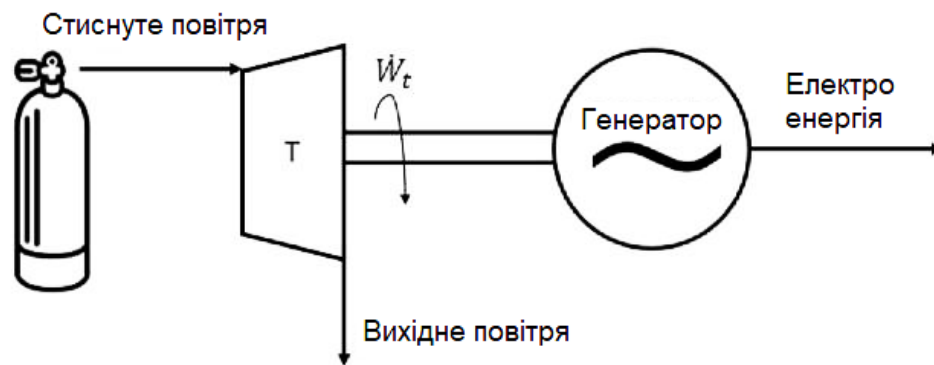 Стиснуте повітря
Ẇt
T
Генератор
Електро
енергія
Вихідне повітря